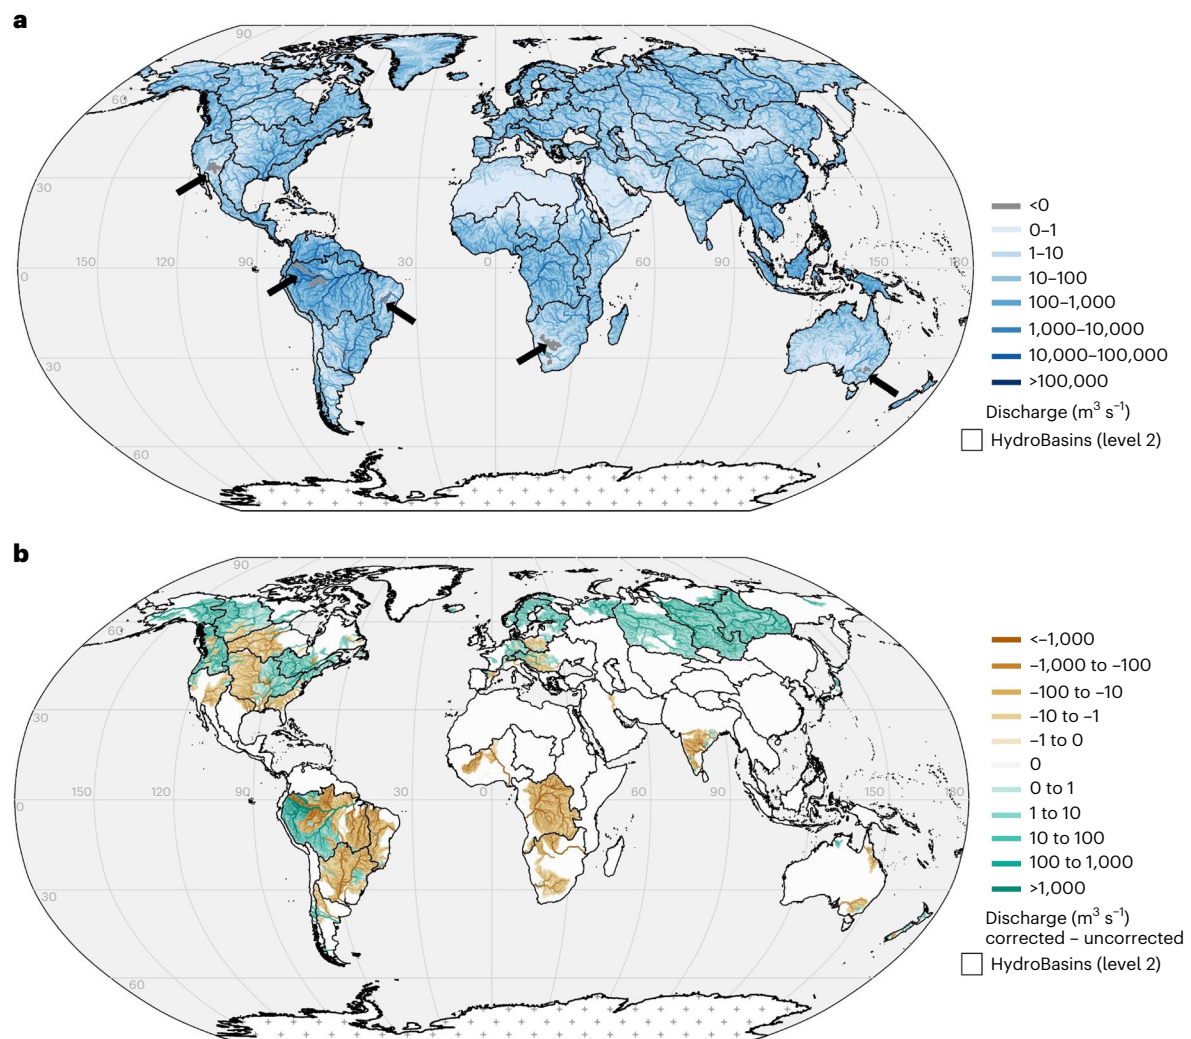 a
90
60
30
0
150
120
90
30
0
60
90
150
180
30
60
<0
0–1
1–10
10–100
100–1,000
1,000–10,000
10,000–100,000
>100,000
Discharge (m³ s⁻¹)
HydroBasins (level 2)
b
90
60
30
0
150
120
90
30
0
60
90
150
180
30
60
<–1,000
–1,000 to –100
–100 to –10
–10 to –1
–1 to 0
0
0 to 1
1 to 10
10 to 100
100 to 1,000
>1,000
Discharge (m³ s⁻¹)
corrected – uncorrected
HydroBasins (level 2)